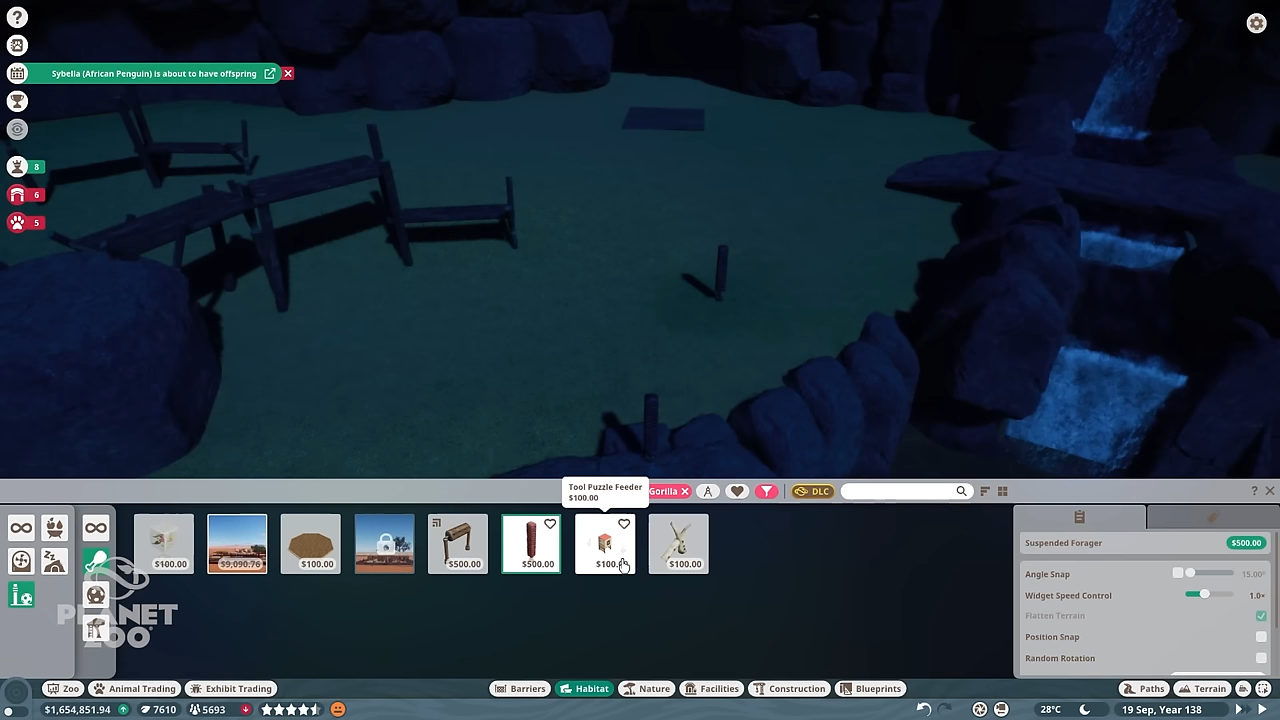 ?
Sybella (African Penguin) is about to have offspring
8
6
5
Tool Puzzle Feeder
$100.00
Gorilla
DLC
?
$100.00
$9,090.76
$100.00
$500.00
$500.00
$100.
$100.00
PLANET
ZOO
Suspended Forager
$500.00
Angle Snap
15.00°
Widget Speed Control
1.0×
Flatten Terrain
Position Snap
Random Rotation
Zoo
Animal Trading
Exhibit Trading
Barriers
Habitat
Nature
Facilities
Construction
Blueprints
Paths
Terrain
$1,654,851.94
7610
5693
28°C
19 Sep, Year 138